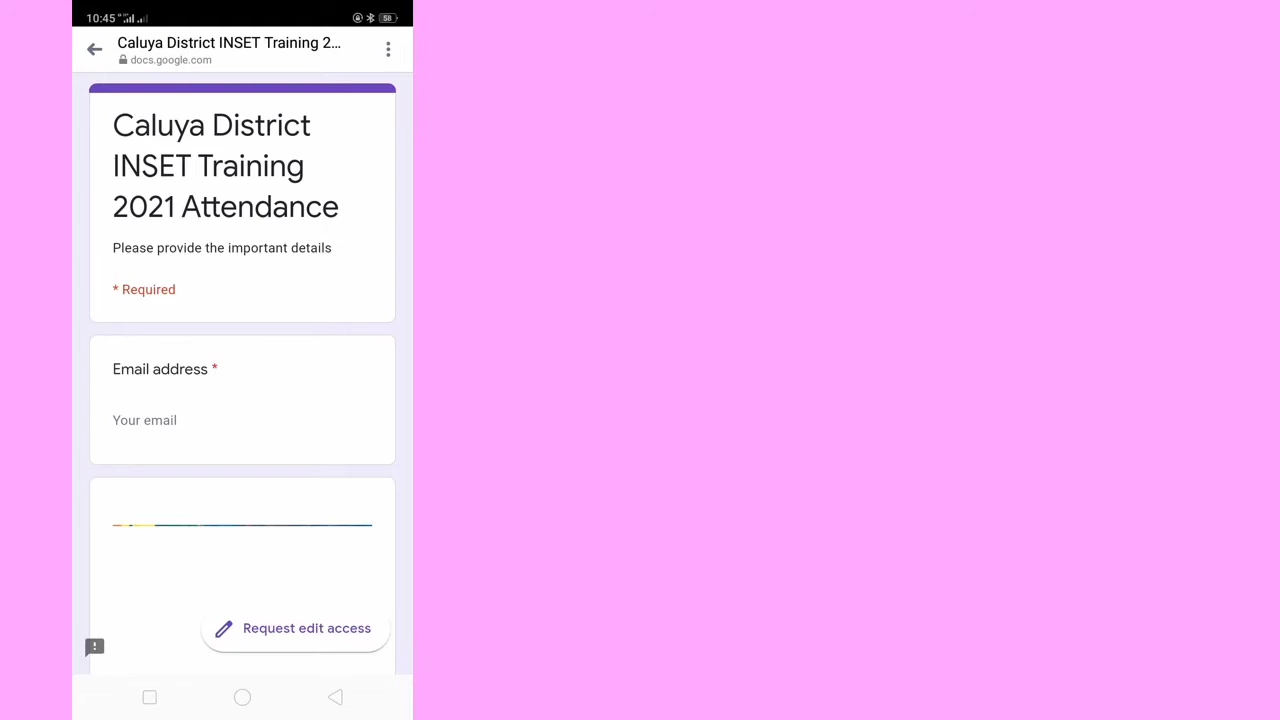 10:45
58
Caluya District INSET Training 2...
docs.google.com
Caluya District
INSET Training
2021 Attendance
Please provide the important details
* Required
Email address *
Your email
Request edit access